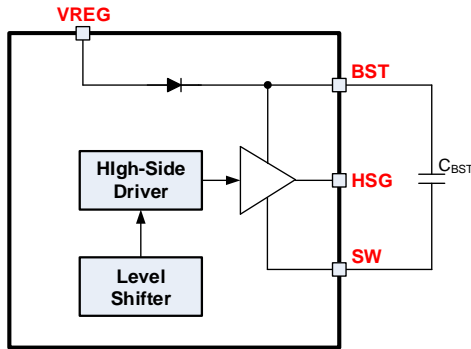 VREG
BST
HIgh-Side
Driver
HSG
CBST
SW
Level
Shifter